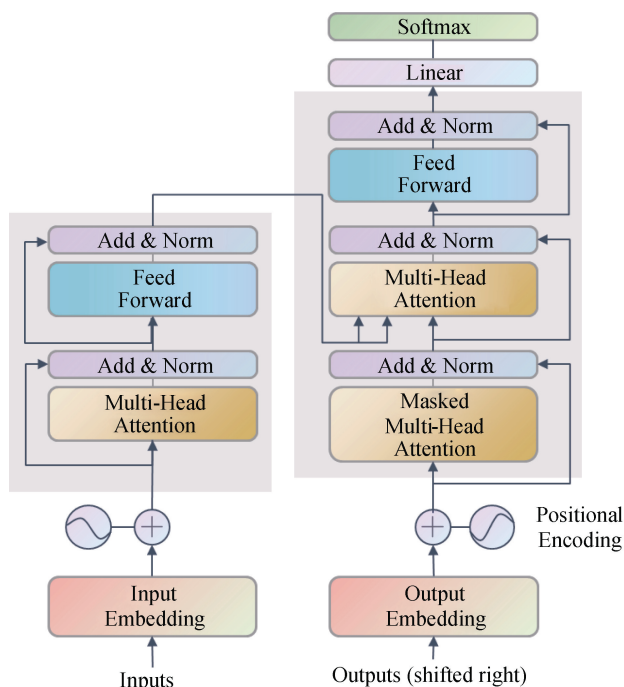 Softmax
Linear
Add & Norm
Feed
Forward
Add & Norm
Multi-Head
Attention
Add & Norm
Masked
Multi-Head
Attention
Add & Norm
Feed
Forward
Add & Norm
Multi-Head
Attention
Positional
Encoding
Input
Embedding
Output
Embedding
Inputs
Outputs (shifted right)